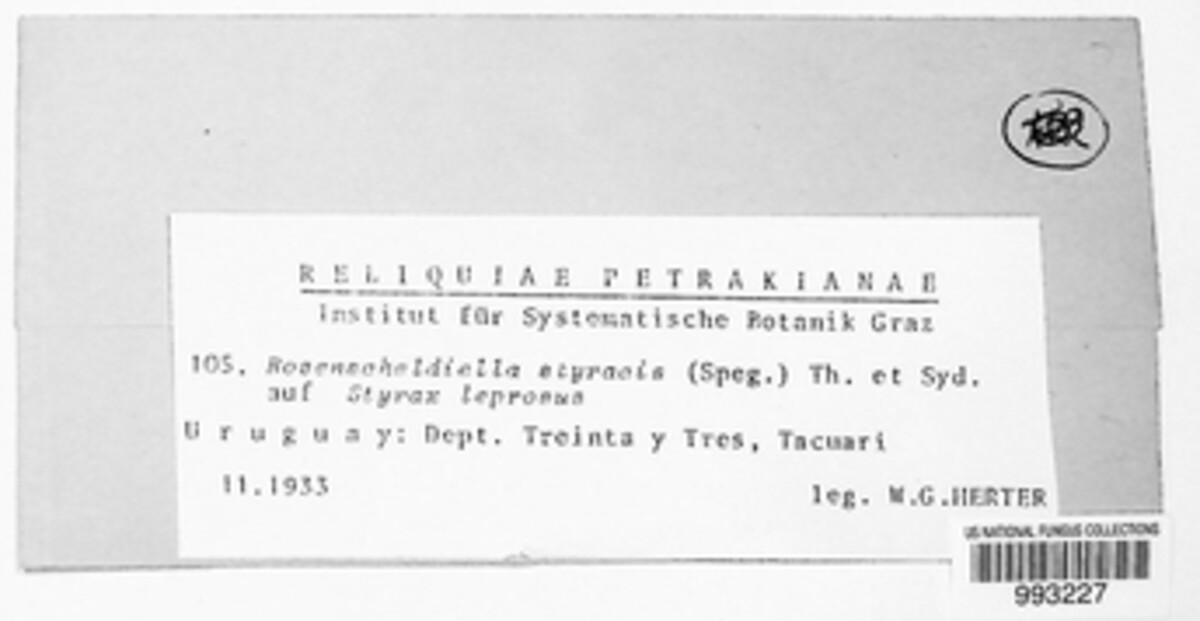 RELIQUIAE PETRAKIANAE
Institut für Systematische Botanik Graz
105. Rosenscheldiella styracis (Speg.) Th. et Syd.
auf Styrax leprosus
Uruguay: Dept. Treinta y Tres, Tacuari
11.1933
leg. W.G.HERTER
US NATIONAL FUNGUS COLLECTIONS
993227